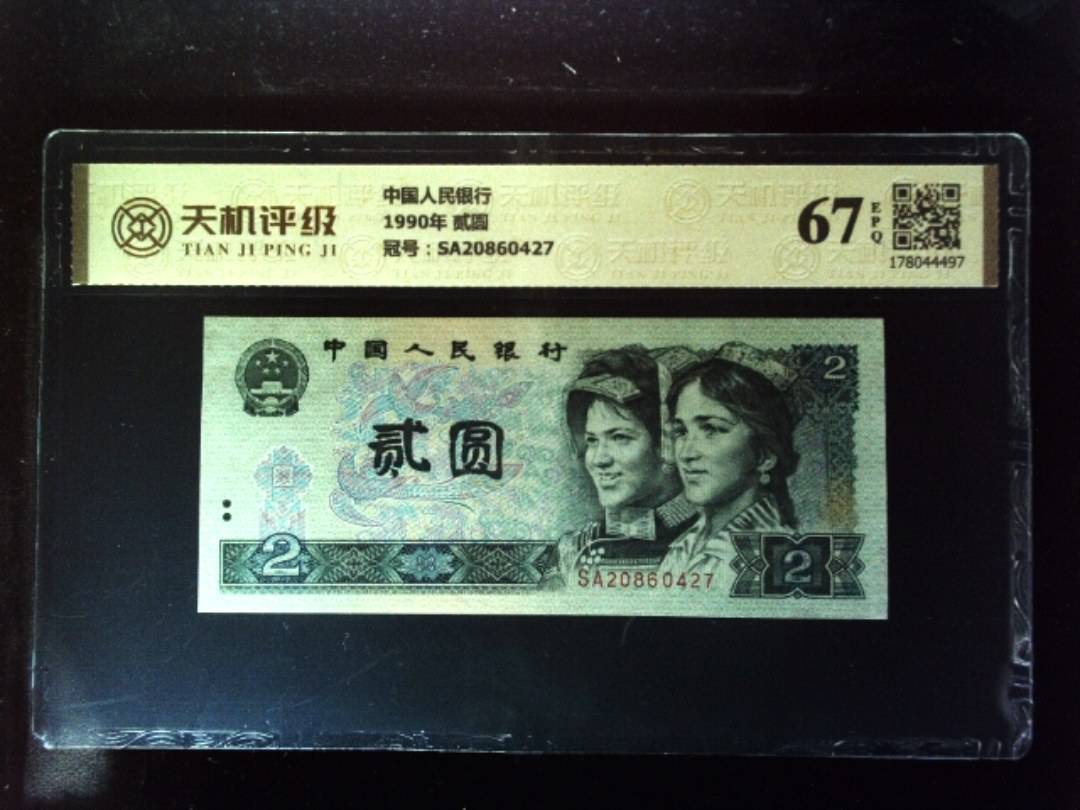 天机评级
TIAN JI PING JI
中国人民银行
1990年 贰圆
冠号：SA20860427
67
EPQ
178044497
中国人民银行
2
贰圆
2
SA20860427
2